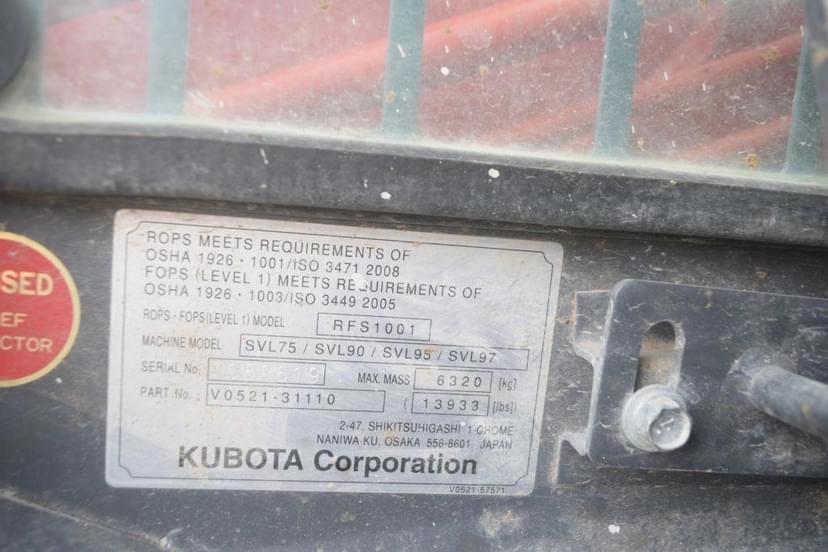 ROPS MEETS REQUIREMENTS OF
OSHA 1926 · 1001/ISO 3471 2008
FOPS (LEVEL 1) MEETS REQUIREMENTS OF
OSHA 1926 · 1003/ISO 3449 2005
ROPS · FOPS(LEVEL 1) MODEL RFS1001
MACHINE MODEL SVL75 / SVL90 / SVL95 / SVL97
SERIAL No. MAX. MASS 6320 [kg]
PART No. : V0521-31110 ( 13933 [lbs])
2-47, SHIKITSUHIGASHI 1-CHOME
NANIWA-KU, OSAKA 556-8601, JAPAN
KUBOTA Corporation
V0521-57571
SED
EF
CTOR